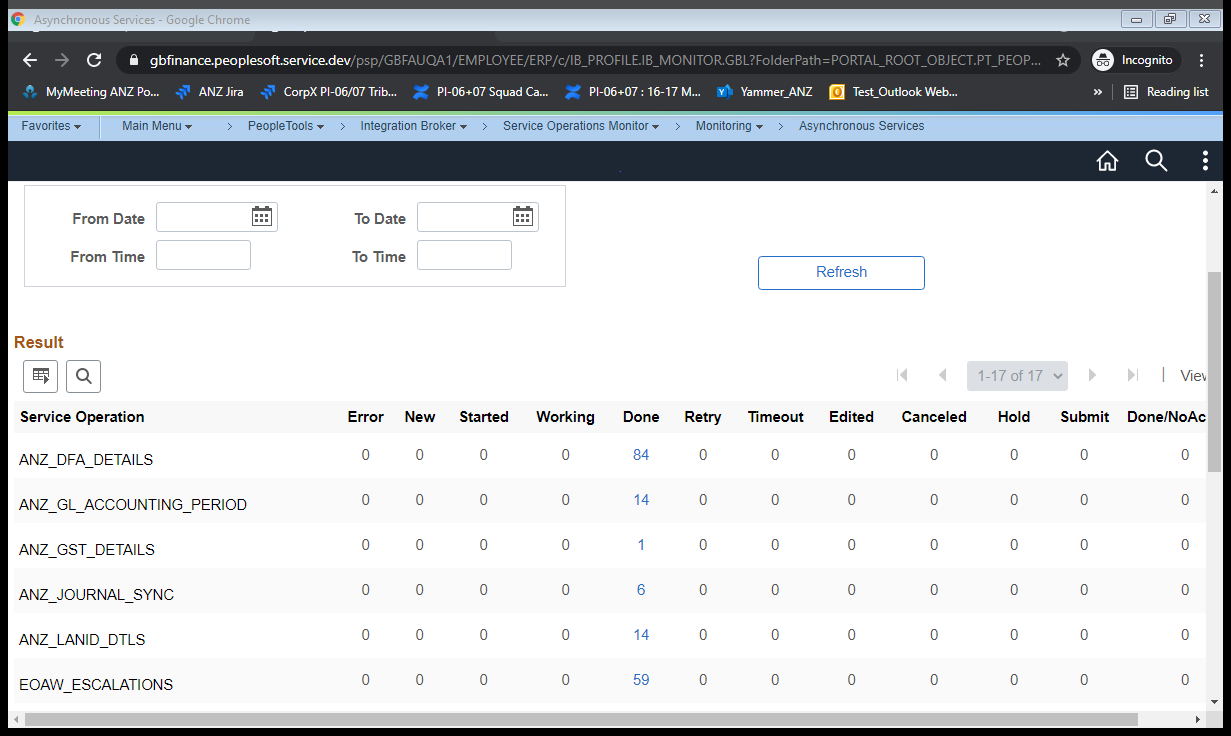 Asynchronous Services - Google Chrome
gbfinance.peoplesoft.service.dev/psp/GBFAUQA1/EMPLOYEE/ERP/c/IB_PROFILE.IB_MONITOR.GBL?FolderPath=PORTAL_ROOT_OBJECT.PT_PEOP... Incognito
MyMeeting ANZ Po... ANZ Jira CorpX PI-06/07 Trib... PI-06+07 Squad Ca... PI-06+07 : 16-17 M... Yammer_ANZ Test_Outlook Web... » Reading list
Favorites Main Menu > PeopleTools > Integration Broker > Service Operations Monitor > Monitoring > Asynchronous Services
From Date To Date
From Time To Time
Refresh
Result
1-17 of 17 | View
Service Operation Error New Started Working Done Retry Timeout Edited Canceled Hold Submit Done/NoAc
ANZ_DFA_DETAILS 0 0 0 0 84 0 0 0 0 0 0 0
ANZ_GL_ACCOUNTING_PERIOD 0 0 0 0 14 0 0 0 0 0 0 0
ANZ_GST_DETAILS 0 0 0 0 1 0 0 0 0 0 0 0
ANZ_JOURNAL_SYNC 0 0 0 0 6 0 0 0 0 0 0 0
ANZ_LANID_DTLS 0 0 0 0 14 0 0 0 0 0 0 0
EOAW_ESCALATIONS 0 0 0 0 59 0 0 0 0 0 0 0